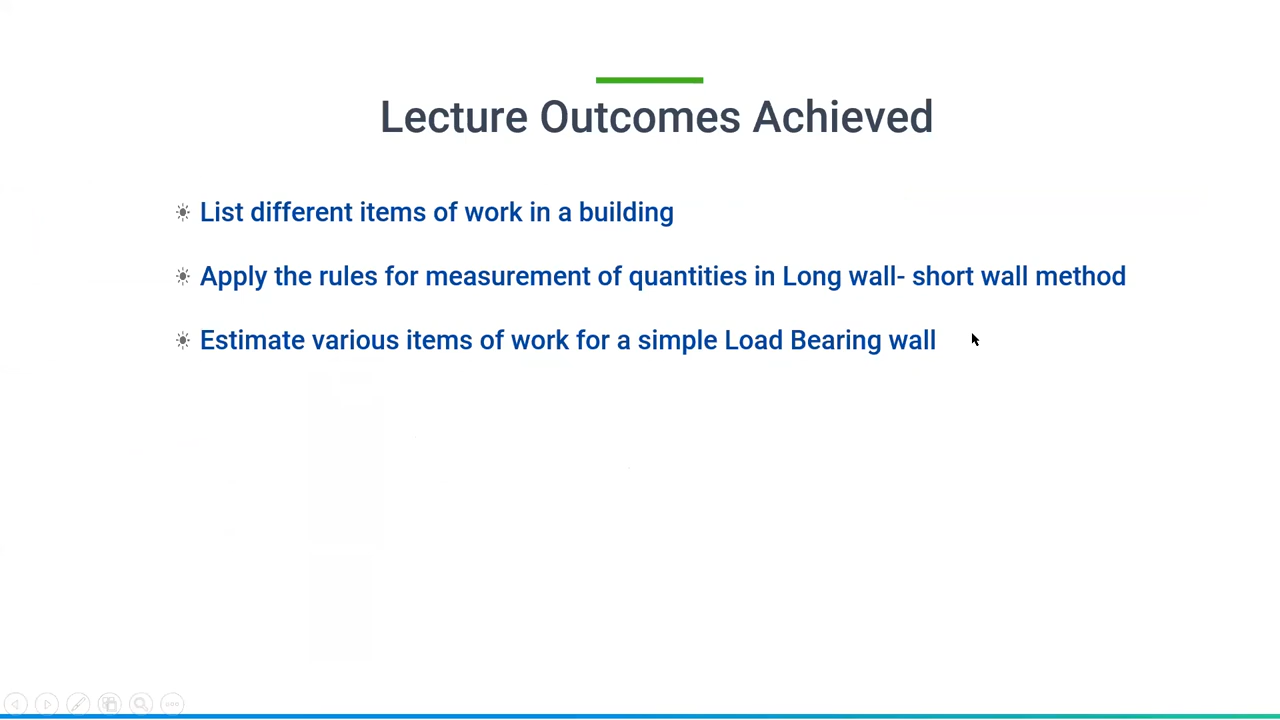 Lecture Outcomes Achieved
List different items of work in a building
Apply the rules for measurement of quantities in Long wall- short wall method
Estimate various items of work for a simple Load Bearing wall